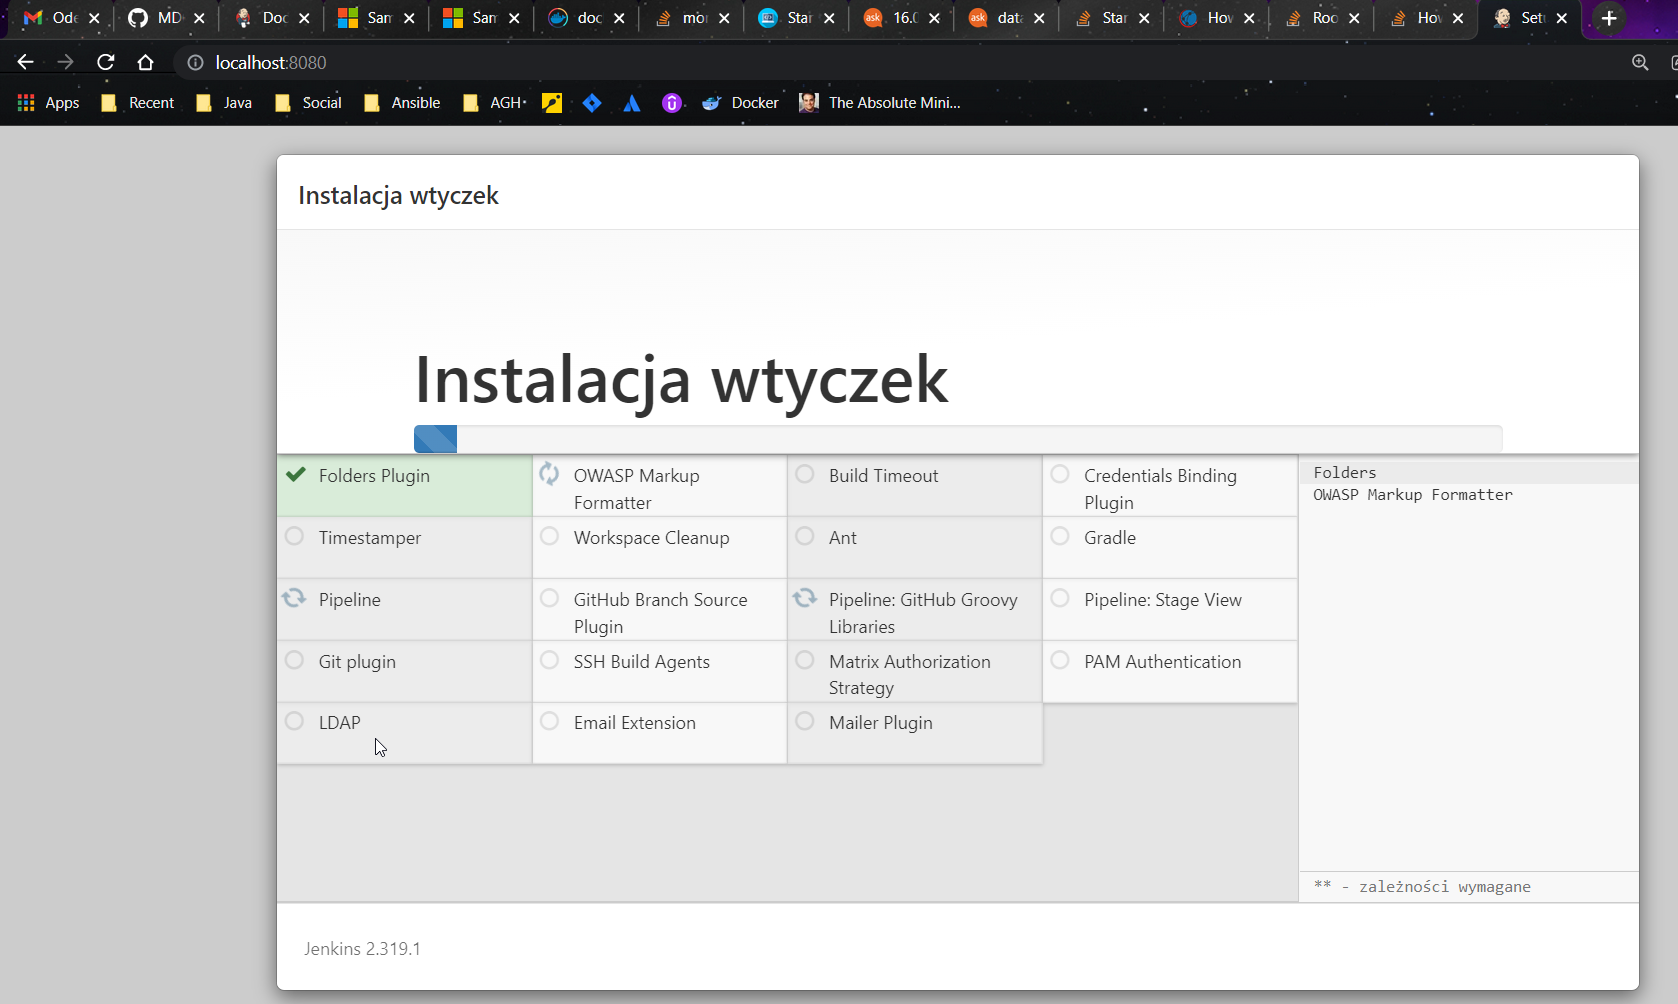 Ode
MD
Doc
Sam
Sam
doc
mor
Star
16.0
data
Star
How
Roo
How
Set
localhost:8080
Apps
Recent
Java
Social
Ansible
AGH
Docker
The Absolute Mini...
Instalacja wtyczek
Instalacja wtyczek
Folders Plugin
OWASP Markup
Formatter
Build Timeout
Credentials Binding
Plugin
Timestamper
Workspace Cleanup
Ant
Gradle
Pipeline
GitHub Branch Source
Plugin
Pipeline: GitHub Groovy
Libraries
Pipeline: Stage View
Git plugin
SSH Build Agents
Matrix Authorization
Strategy
PAM Authentication
LDAP
Email Extension
Mailer Plugin
Folders
OWASP Markup Formatter
** - zależności wymagane
Jenkins 2.319.1